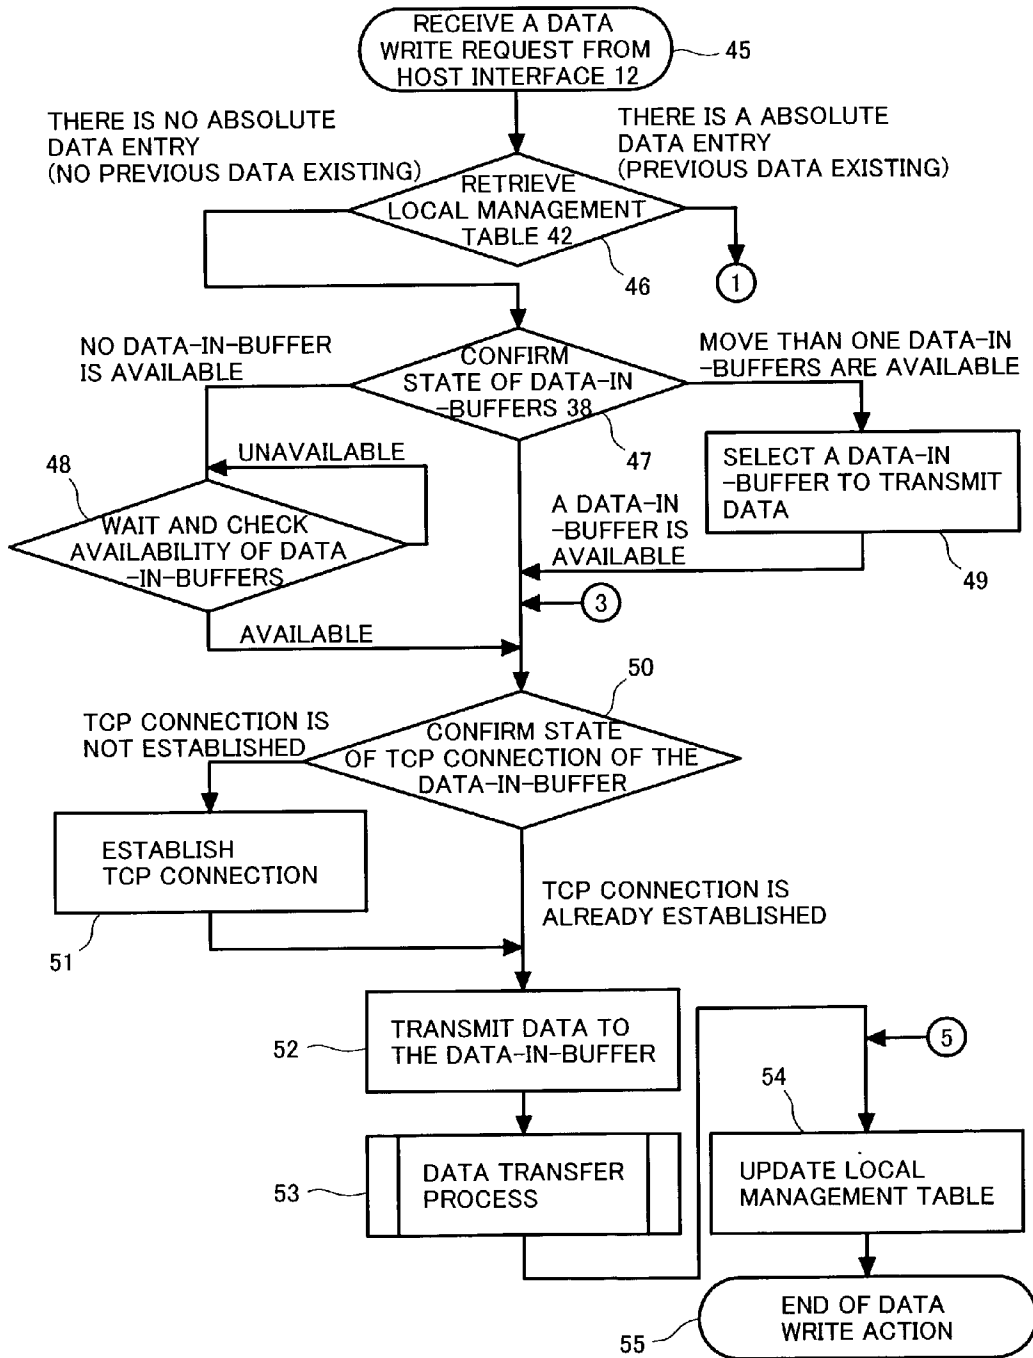 RECEIVE A DATA
WRITE REQUEST FROM
HOST INTERFACE 12
45
THERE IS NO ABSOLUTE
DATA ENTRY
(NO PREVIOUS DATA EXISTING)
THERE IS A ABSOLUTE
DATA ENTRY
(PREVIOUS DATA EXISTING)
RETRIEVE
LOCAL MANAGEMENT
TABLE 42
46
1
NO DATA-IN-BUFFER
IS AVAILABLE
CONFIRM
STATE OF DATA-IN
-BUFFERS 38
47
MOVE THAN ONE DATA-IN
-BUFFERS ARE AVAILABLE
48
UNAVAILABLE
WAIT AND CHECK
AVAILABILITY OF DATA
-IN-BUFFERS
SELECT A DATA-IN
-BUFFER TO TRANSMIT
DATA
49
A DATA-IN
-BUFFER IS
AVAILABLE
3
AVAILABLE
50
TCP CONNECTION IS
NOT ESTABLISHED
CONFIRM STATE
OF TCP CONNECTION OF THE
DATA-IN-BUFFER
ESTABLISH
TCP CONNECTION
51
TCP CONNECTION IS
ALREADY ESTABLISHED
52
TRANSMIT DATA TO
THE DATA-IN-BUFFER
5
54
53
DATA TRANSFER
PROCESS
UPDATE LOCAL
MANAGEMENT TABLE
END OF DATA
WRITE ACTION
55